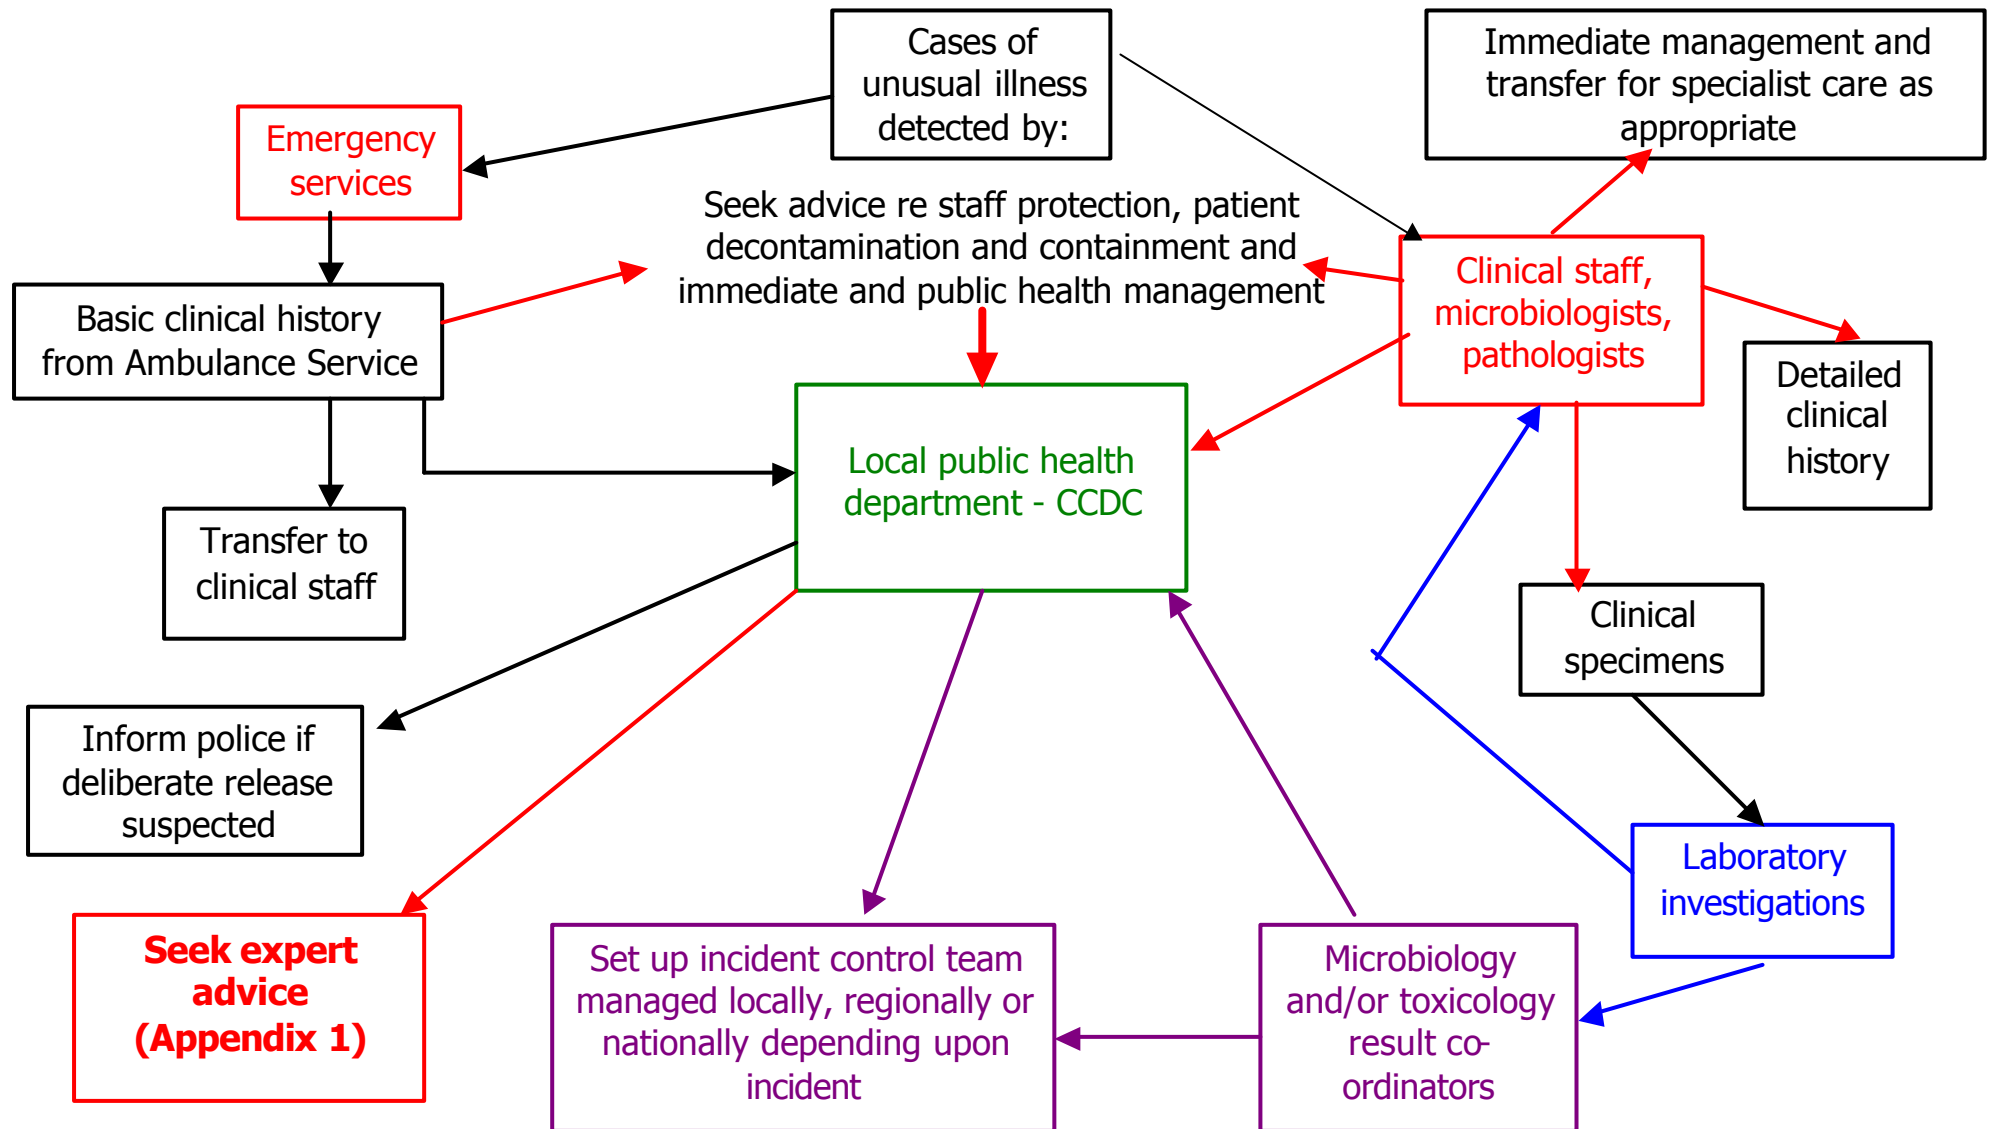 Cases of
unusual illness
detected by:
Immediate management and
transfer for specialist care as
appropriate
Emergency
services
Seek advice re staff protection, patient
decontamination and containment and
immediate and public health management
Clinical staff,
microbiologists,
pathologists
Basic clinical history
from Ambulance Service
Detailed
clinical
history
Local public health
department - CCDC
Transfer to
clinical staff
Clinical
specimens
Inform police if
deliberate release
suspected
Laboratory
investigations
Seek expert
advice
(Appendix 1)
Set up incident control team
managed locally, regionally or
nationally depending upon
incident
Microbiology
and/or toxicology
result co-
ordinators